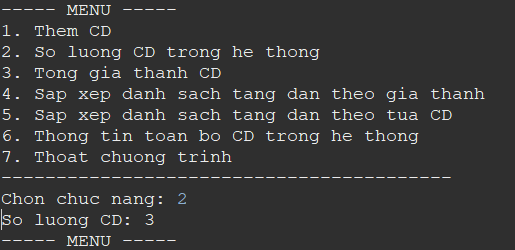 ----- MENU -----
1. Them CD
2. So luong CD trong he thong
3. Tong gia thanh CD
4. Sap xep danh sach tang dan theo gia thanh
5. Sap xep danh sach tang dan theo tua CD
6. Thong tin toan bo CD trong he thong
7. Thoat chuong trinh
-----------------------------------------
Chon chuc nang: 2
So luong CD: 3
----- MENU -----